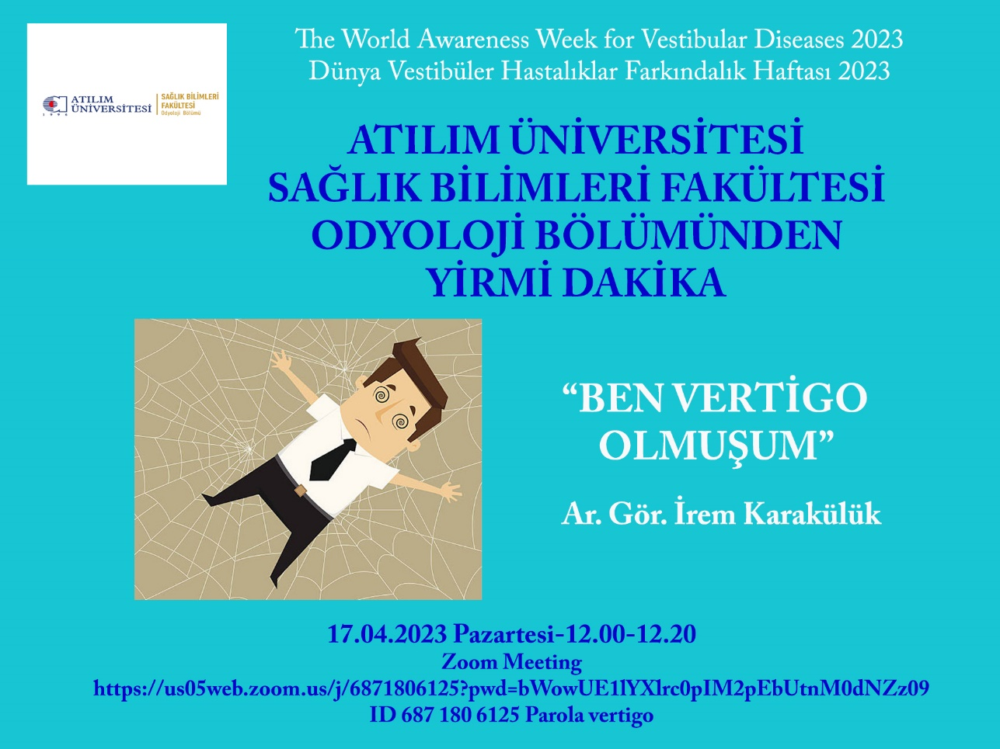 The World Awareness Week for Vestibular Diseases 2023
Dünya Vestibüler Hastalıklar Farkındalık Haftası 2023
ATILIM
ÜNİVERSİTESİ
1996
SAĞLIK BİLİMLERİ
FAKÜLTESİ
Odyoloji Bölümü
ATILIM ÜNİVERSİTESİ
SAĞLIK BİLİMLERİ FAKÜLTESİ
ODYOLOJİ BÖLÜMÜNDEN
YİRMİ DAKİKA
“BEN VERTİGO
OLMUŞUM”
Ar. Gör. İrem Karakülük
17.04.2023 Pazartesi-12.00-12.20
Zoom Meeting
https://us05web.zoom.us/j/6871806125?pwd=bWowUE1lYXlrc0pIM2pEbUtnM0dNZz09
ID 687 180 6125 Parola vertigo